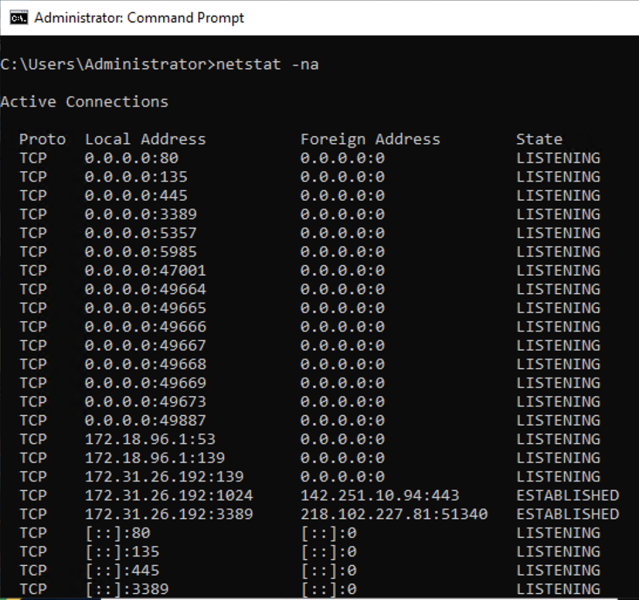 Administrator: Command Prompt
C:\Users\Administrator>netstat -na
Active Connections
Proto Local Address Foreign Address State
TCP 0.0.0.0:80 0.0.0.0:0 LISTENING
TCP 0.0.0.0:135 0.0.0.0:0 LISTENING
TCP 0.0.0.0:445 0.0.0.0:0 LISTENING
TCP 0.0.0.0:3389 0.0.0.0:0 LISTENING
TCP 0.0.0.0:5357 0.0.0.0:0 LISTENING
TCP 0.0.0.0:5985 0.0.0.0:0 LISTENING
TCP 0.0.0.0:47001 0.0.0.0:0 LISTENING
TCP 0.0.0.0:49664 0.0.0.0:0 LISTENING
TCP 0.0.0.0:49665 0.0.0.0:0 LISTENING
TCP 0.0.0.0:49666 0.0.0.0:0 LISTENING
TCP 0.0.0.0:49667 0.0.0.0:0 LISTENING
TCP 0.0.0.0:49668 0.0.0.0:0 LISTENING
TCP 0.0.0.0:49669 0.0.0.0:0 LISTENING
TCP 0.0.0.0:49673 0.0.0.0:0 LISTENING
TCP 0.0.0.0:49887 0.0.0.0:0 LISTENING
TCP 172.18.96.1:53 0.0.0.0:0 LISTENING
TCP 172.18.96.1:139 0.0.0.0:0 LISTENING
TCP 172.31.26.192:139 0.0.0.0:0 LISTENING
TCP 172.31.26.192:1024 142.251.10.94:443 ESTABLISHED
TCP 172.31.26.192:3389 218.102.227.81:51340 ESTABLISHED
TCP [::]:80 [::]:0 LISTENING
TCP [::]:135 [::]:0 LISTENING
TCP [::]:445 [::]:0 LISTENING
TCP [::]:3389 [::]:0 LISTENING